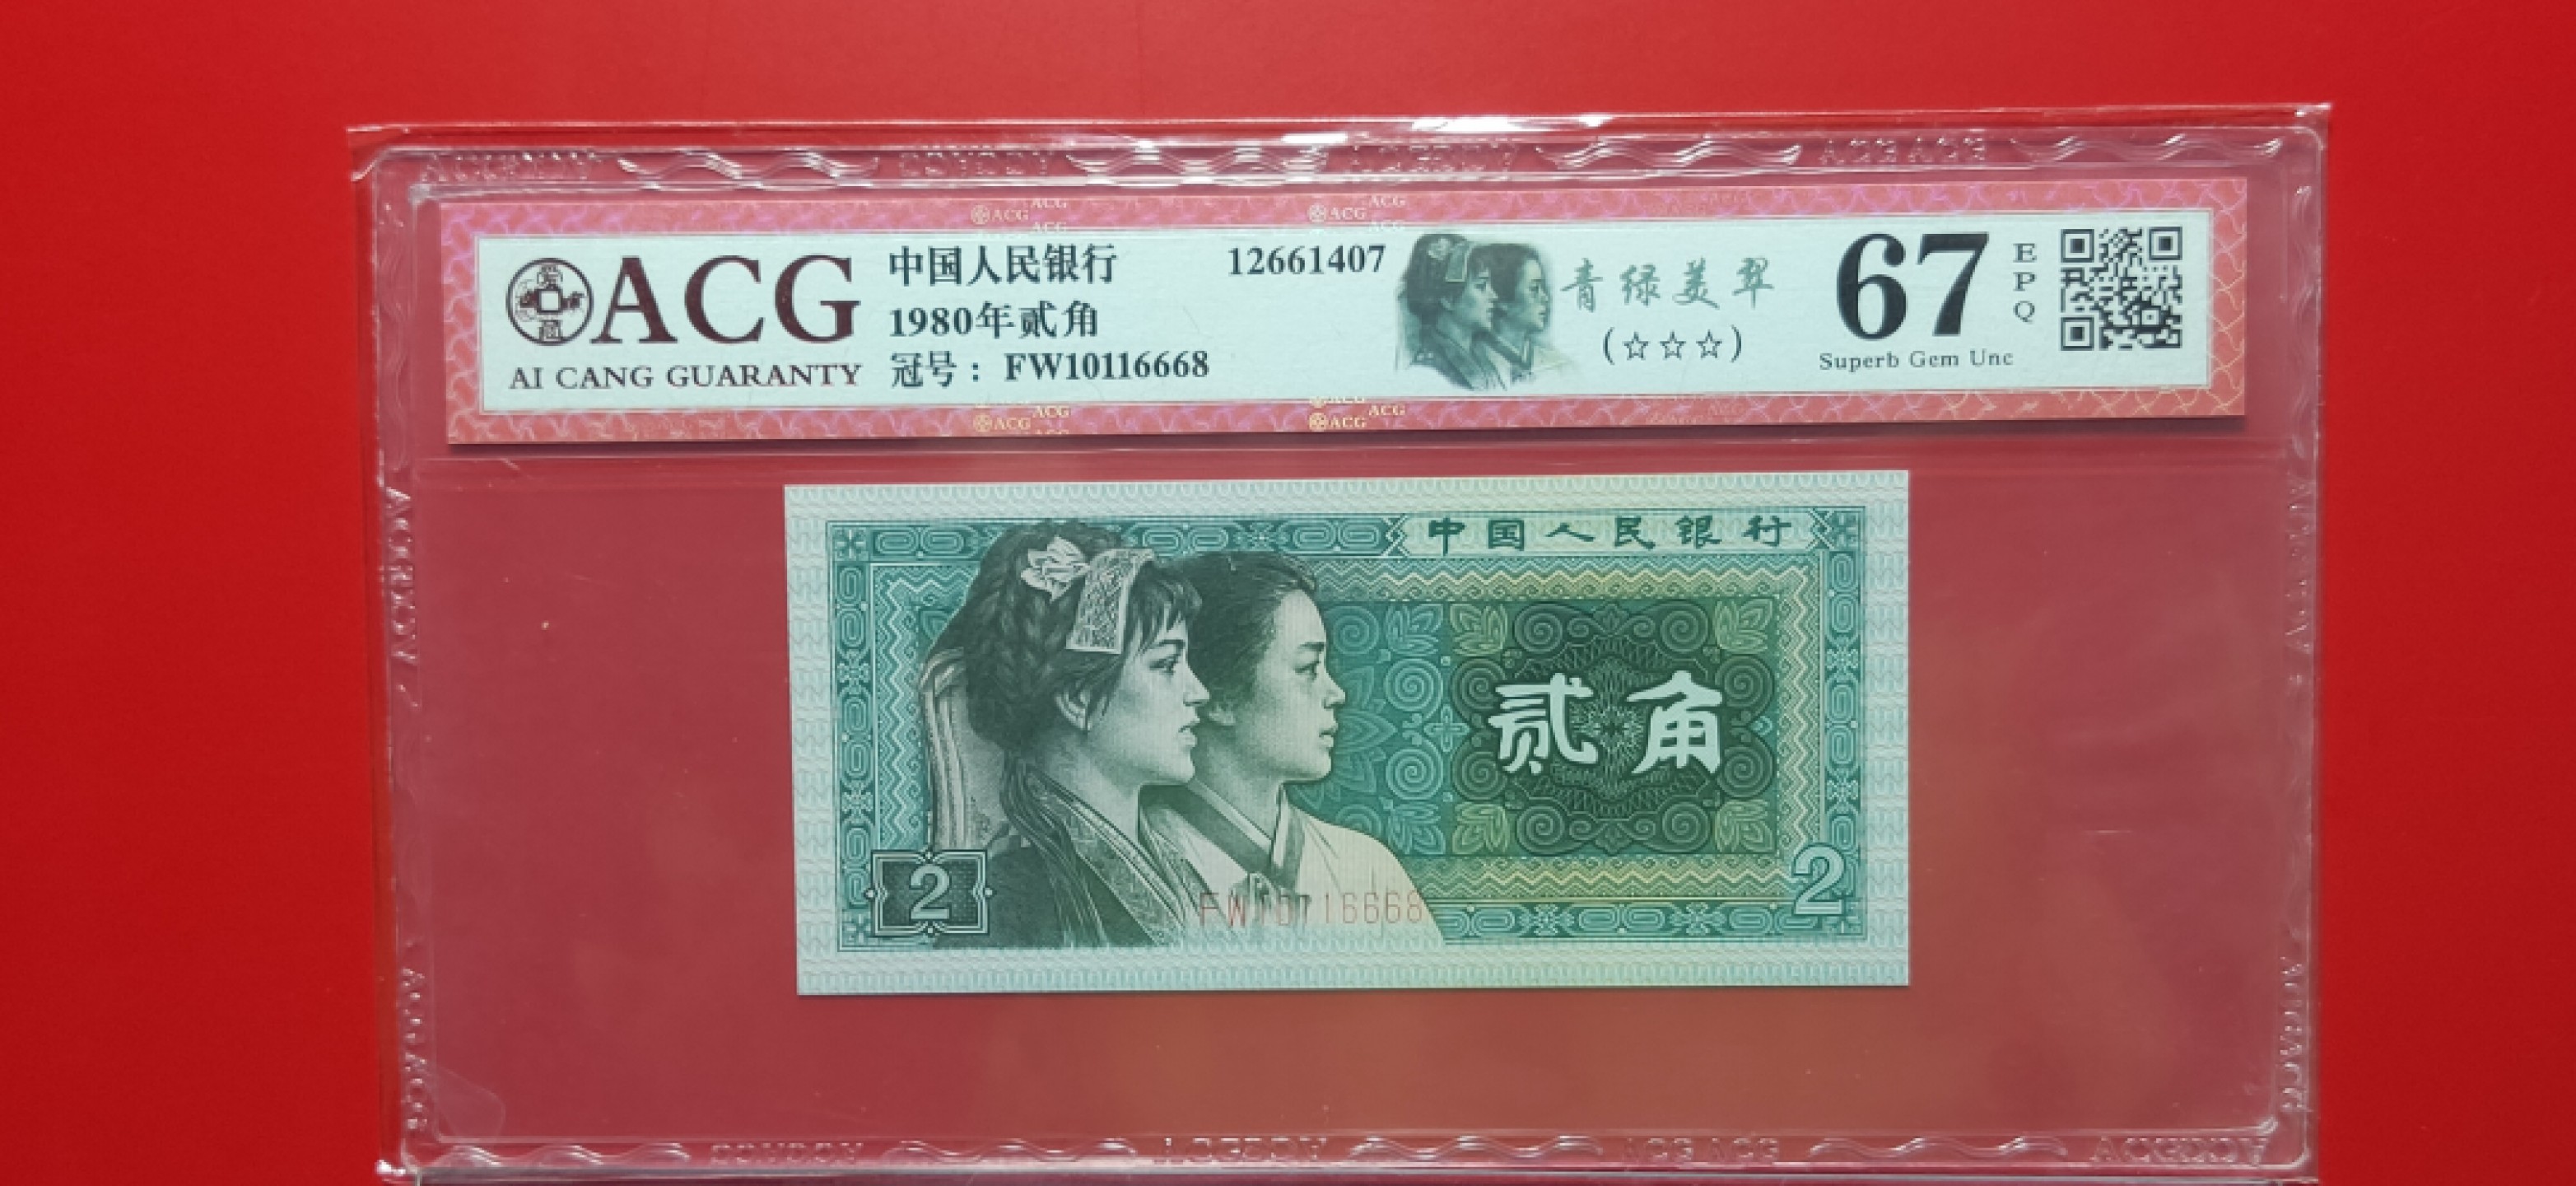 ACG
AI CANG GUARANTY
中国人民银行
1980年贰角
冠号：FW10116668
12661407
青绿美翠
(☆☆☆)
67
EPQ
Superb Gem Unc
中国人民银行
贰角
2
FW10116668
2